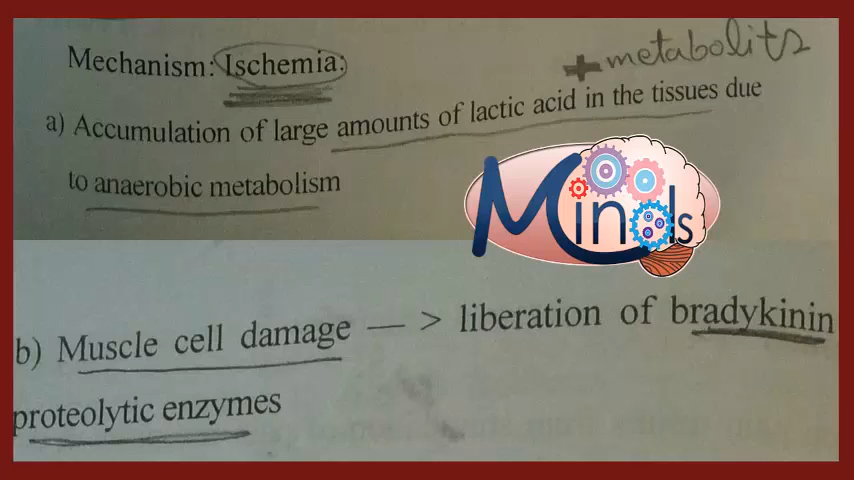 + metabolits
Mechanism: Ischemia:
a) Accumulation of large amounts of lactic acid in the tissues due
to anaerobic metabolism
Minds
b) Muscle cell damage — > liberation of bradykinin
proteolytic enzymes